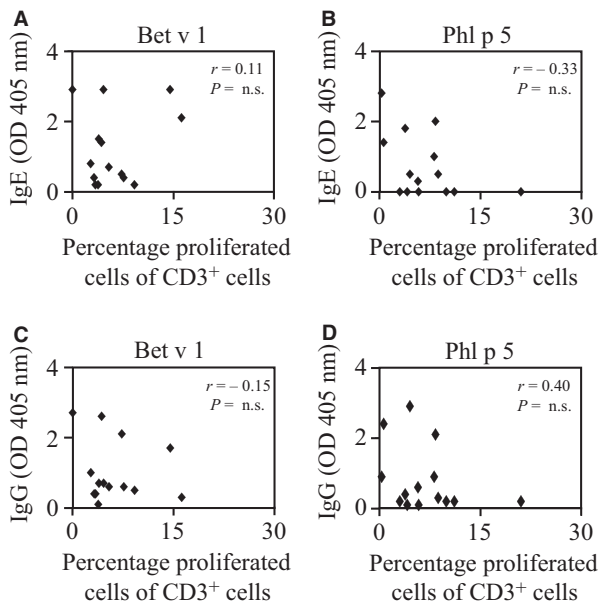 A
Bet v 1
r = 0.11
P = n.s.
IgE (OD 405 nm)
4
2
0
0 15 30
Percentage proliferated
cells of CD3⁺ cells
B
Phl p 5
r = – 0.33
P = n.s.
IgE (OD 405 nm)
4
2
0
0 15 30
Percentage proliferated
cells of CD3⁺ cells
C
Bet v 1
r = – 0.15
P = n.s.
IgG (OD 405 nm)
4
2
0
0 15 30
Percentage proliferated
cells of CD3⁺ cells
D
Phl p 5
r = 0.40
P = n.s.
IgG (OD 405 nm)
4
2
0
0 15 30
Percentage proliferated
cells of CD3⁺ cells